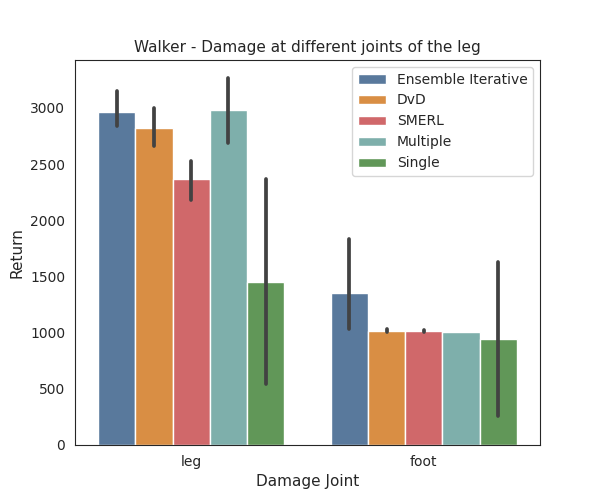 Walker - Damage at different joints of the leg
Ensemble Iterative
DvD
SMERL
Multiple
Single
Return
3000
2500
2000
1500
1000
500
0
leg
foot
Damage Joint